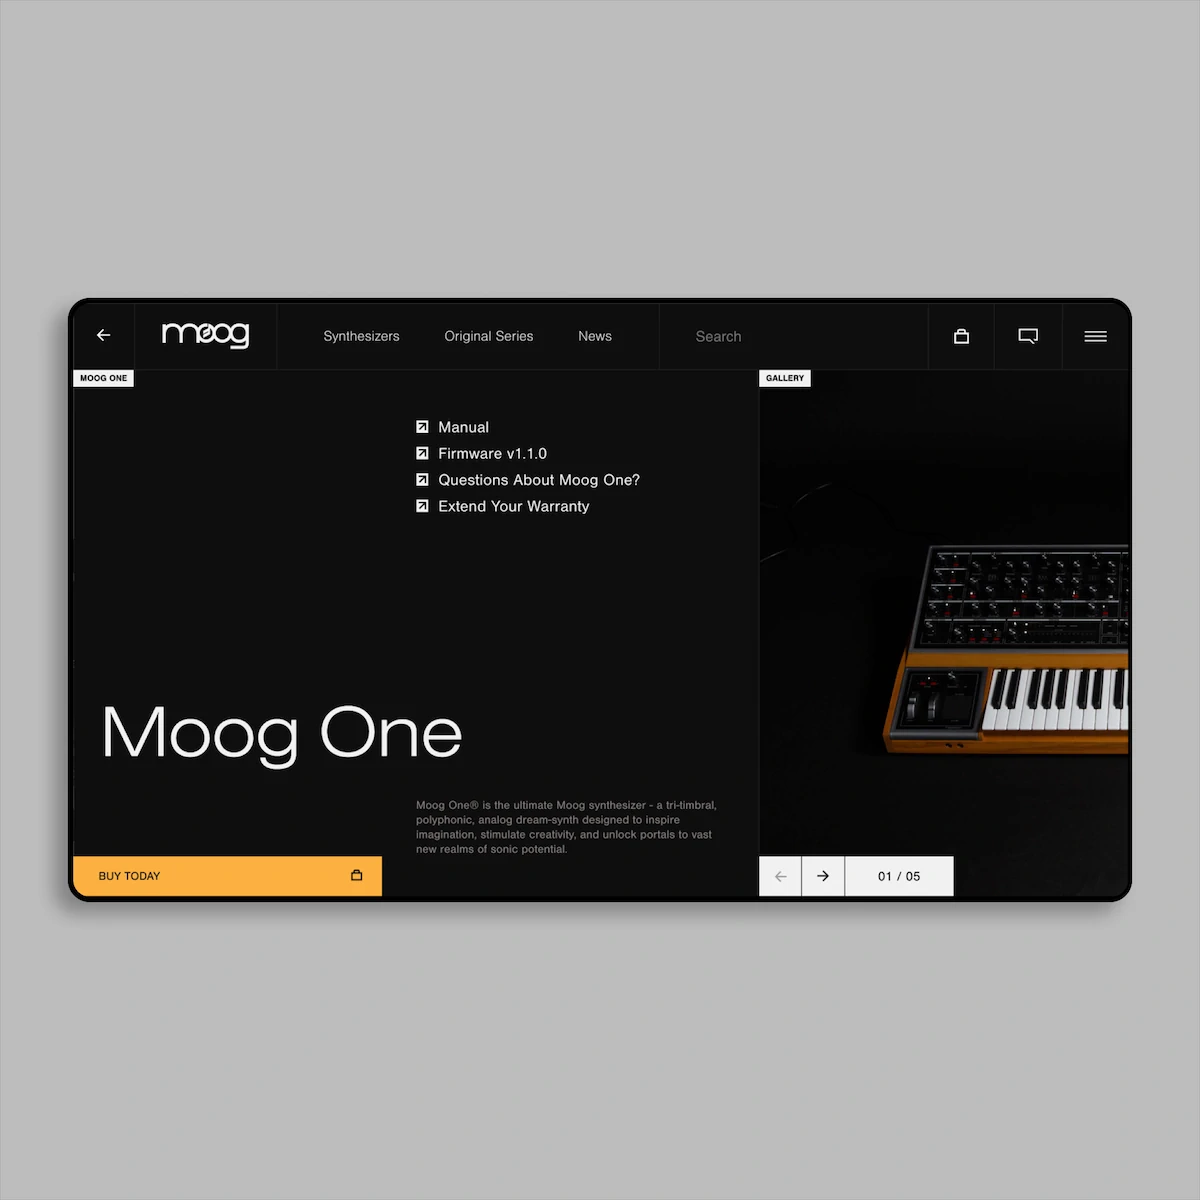 moog
Synthesizers
Original Series
News
Search
MOOG ONE
GALLERY
Manual
Firmware v1.1.0
Questions About Moog One?
Extend Your Warranty
Moog One
Moog One® is the ultimate Moog synthesizer - a tri-timbral,
polyphonic, analog dream-synth designed to inspire
imagination, stimulate creativity, and unlock portals to vast
new realms of sonic potential.
BUY TODAY
01 / 05